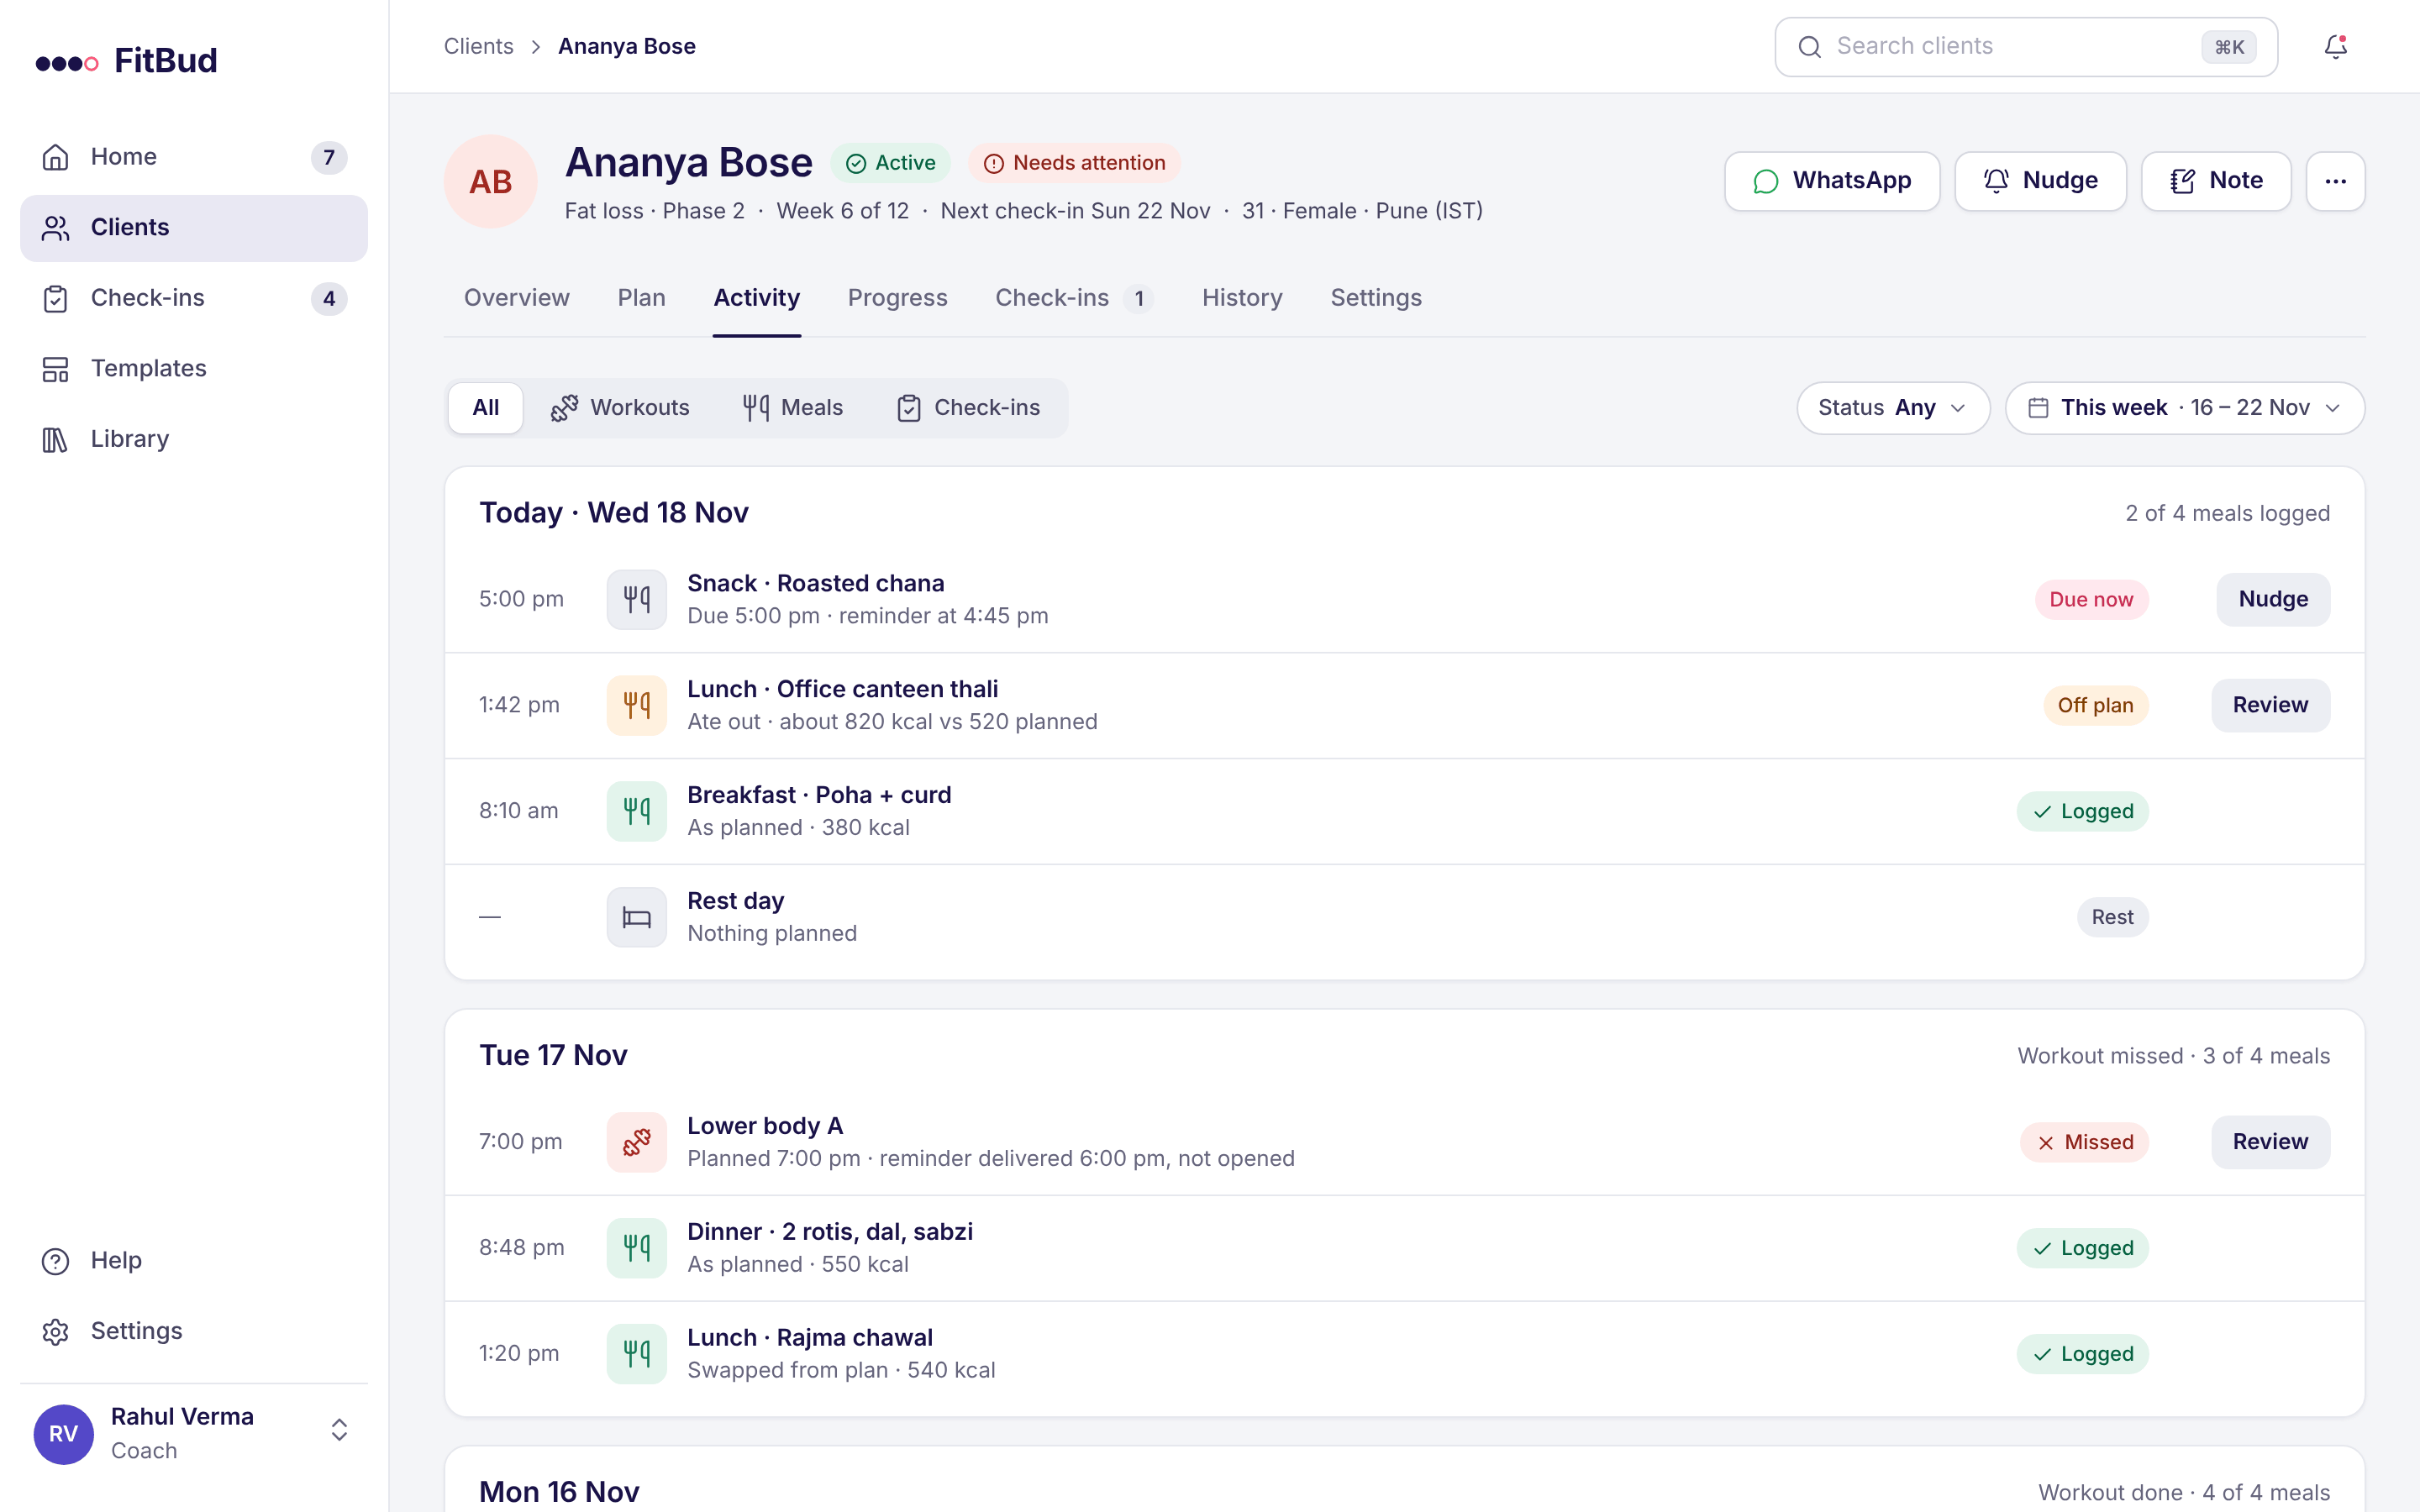 FitBud
Home 7
Clients
Check-ins 4
Templates
Library
Help
Settings
RV
Rahul Verma
Coach
Clients > Ananya Bose
Search clients ⌘K
AB
Ananya Bose Active Needs attention
Fat loss · Phase 2 · Week 6 of 12 · Next check-in Sun 22 Nov · 31 · Female · Pune (IST)
WhatsApp Nudge Note ···
Overview Plan Activity Progress Check-ins 1 History Settings
All Workouts Meals Check-ins
Status Any This week · 16 – 22 Nov
Today · Wed 18 Nov 2 of 4 meals logged
5:00 pm Snack · Roasted chana Due now Nudge
Due 5:00 pm · reminder at 4:45 pm
1:42 pm Lunch · Office canteen thali Off plan Review
Ate out · about 820 kcal vs 520 planned
8:10 am Breakfast · Poha + curd Logged
As planned · 380 kcal
— Rest day Rest
Nothing planned
Tue 17 Nov Workout missed · 3 of 4 meals
7:00 pm Lower body A Missed Review
Planned 7:00 pm · reminder delivered 6:00 pm, not opened
8:48 pm Dinner · 2 rotis, dal, sabzi Logged
As planned · 550 kcal
1:20 pm Lunch · Rajma chawal Logged
Swapped from plan · 540 kcal
Mon 16 Nov Workout done · 4 of 4 meals